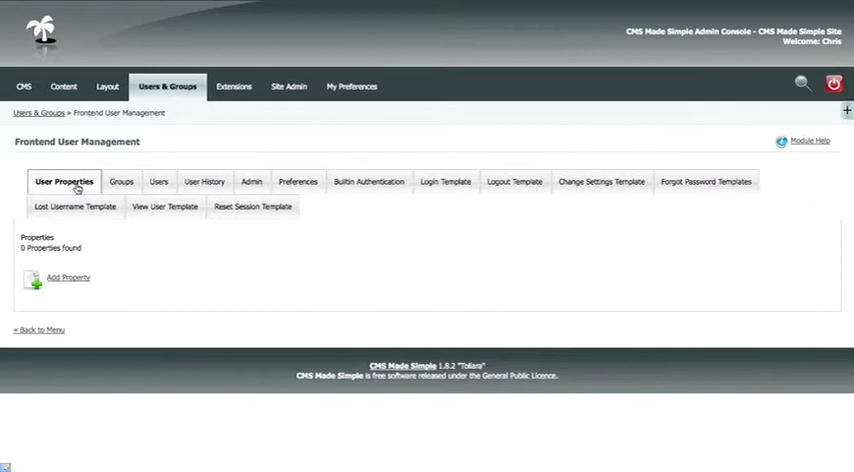 CMS Made Simple Admin Console - CMS Made Simple Site
Welcome: Chris
CMS Content Layout Users & Groups Extensions Site Admin My Preferences
Users & Groups » Frontend User Management
Frontend User Management
Module Help
User Properties Groups Users User History Admin Preferences Builtin Authentication Login Template Logout Template Change Settings Template Forgot Password Templates
Lost Username Template View User Template Reset Session Template
Properties
0 Properties found
Add Property
« Back to Menu
CMS Made Simple 1.8.2 "Toliara"
CMS Made Simple is free software released under the General Public Licence.